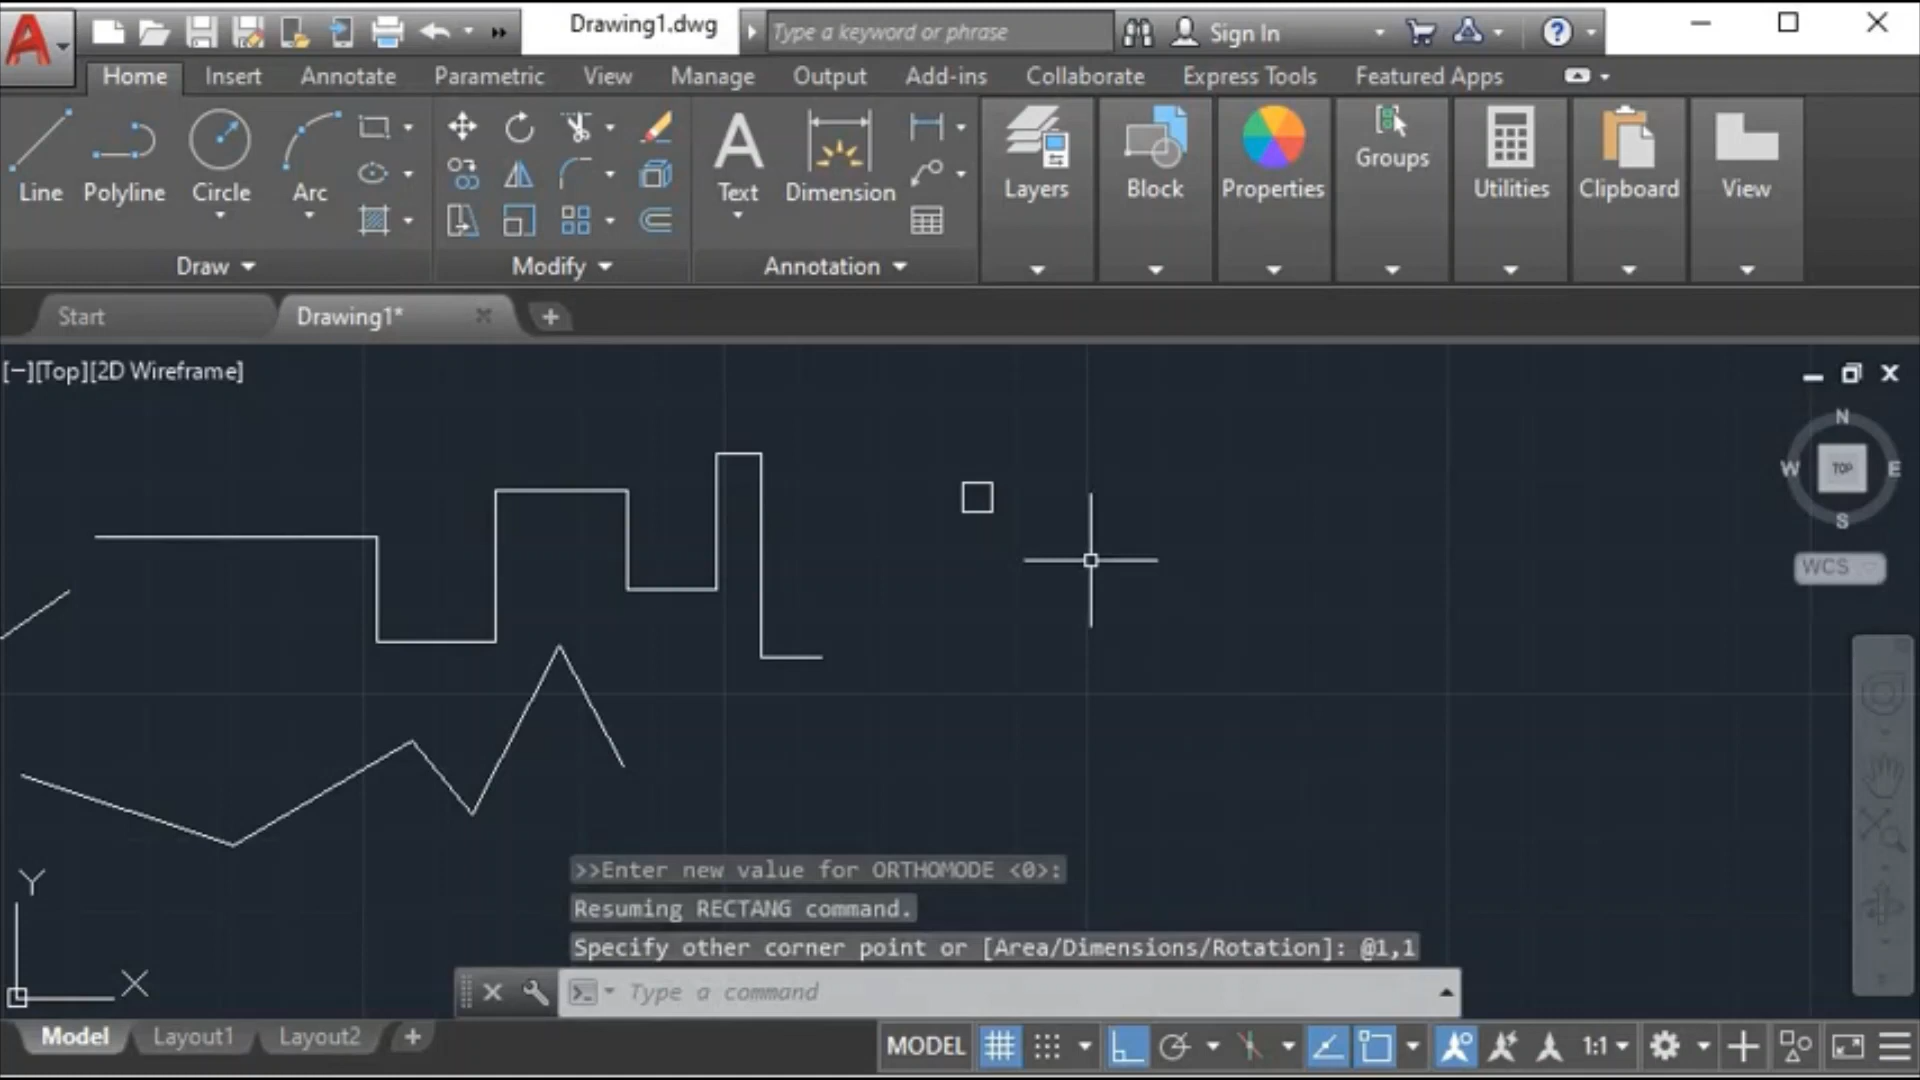 Drawing1.dwg
Type a keyword or phrase
Sign In
Home Insert Annotate Parametric View Manage Output Add-ins Collaborate Express Tools Featured Apps
Line Polyline Circle Arc Text Dimension Layers Block Properties Groups Utilities Clipboard View
Draw Modify Annotation
Start Drawing1*
[−][Top][2D Wireframe]
N
W TOP E
S
WCS
Y
X
>>Enter new value for ORTHOMODE <0>:
Resuming RECTANG command.
Specify other corner point or [Area/Dimensions/Rotation]: @1,1
Type a command
Model Layout1 Layout2 + MODEL 1:1